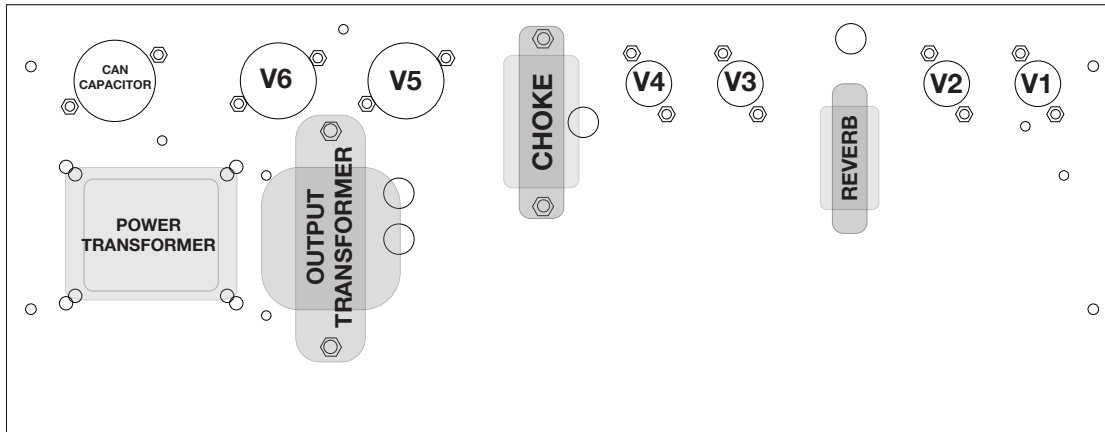 CAN
CAPACITOR
V6
V5
CHOKE
V4
V3
REVERB
V2
V1
POWER
TRANSFORMER
OUTPUT
TRANSFORMER